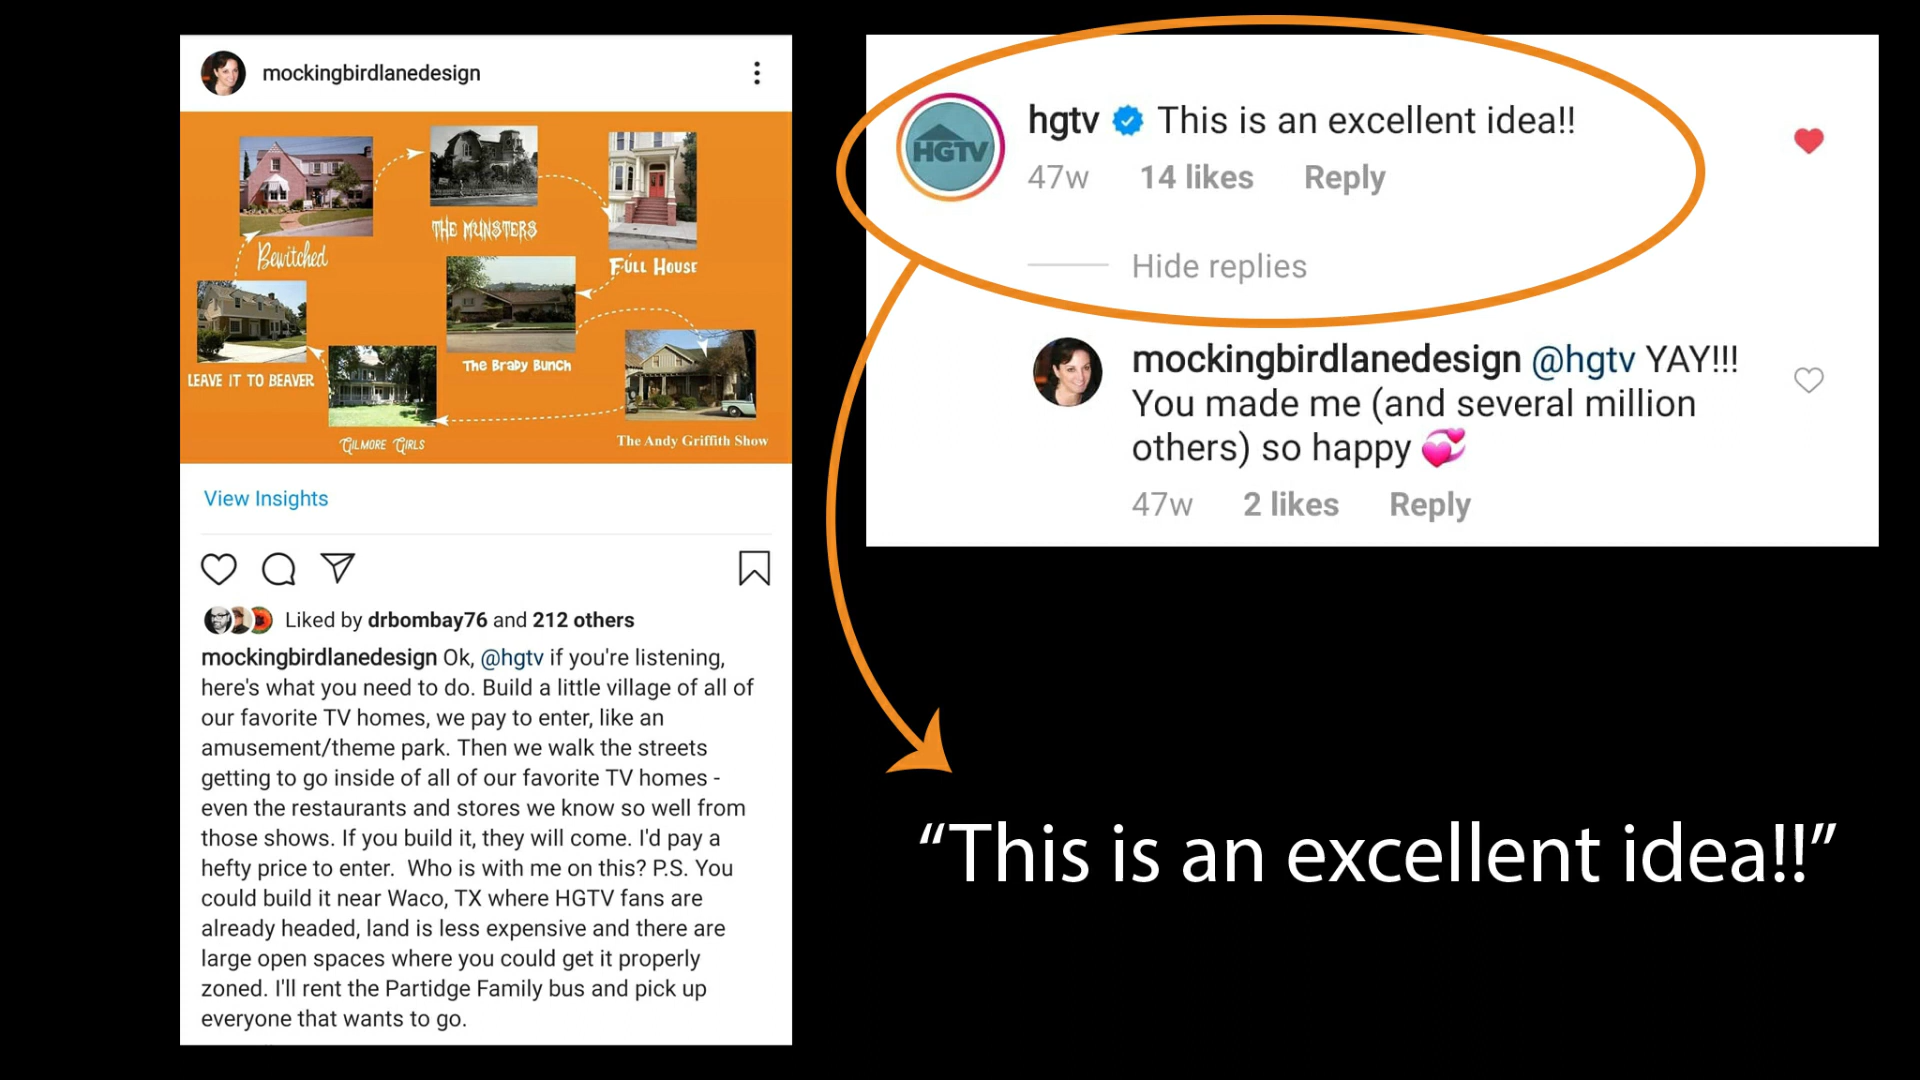 mockingbirdlanedesign
Bewitched
THE MUNSTERS
FULL HOUSE
LEAVE IT TO BEAVER
The Brady Bunch
GILMORE GIRLS
The Andy Griffith Show
View Insights
Liked by drbombay76 and 212 others
mockingbirdlanedesign Ok, @hgtv if you're listening,
here's what you need to do. Build a little village of all of
our favorite TV homes, we pay to enter, like an
amusement/theme park. Then we walk the streets
getting to go inside of all of our favorite TV homes -
even the restaurants and stores we know so well from
those shows. If you build it, they will come. I'd pay a
hefty price to enter.  Who is with me on this? P.S. You
could build it near Waco, TX where HGTV fans are
already headed, land is less expensive and there are
large open spaces where you could get it properly
zoned. I'll rent the Partidge Family bus and pick up
everyone that wants to go.
HGTV
hgtv This is an excellent idea!!
47w 14 likes Reply
Hide replies
mockingbirdlanedesign @hgtv YAY!!!
You made me (and several million
others) so happy 💞
47w 2 likes Reply
“This is an excellent idea!!”